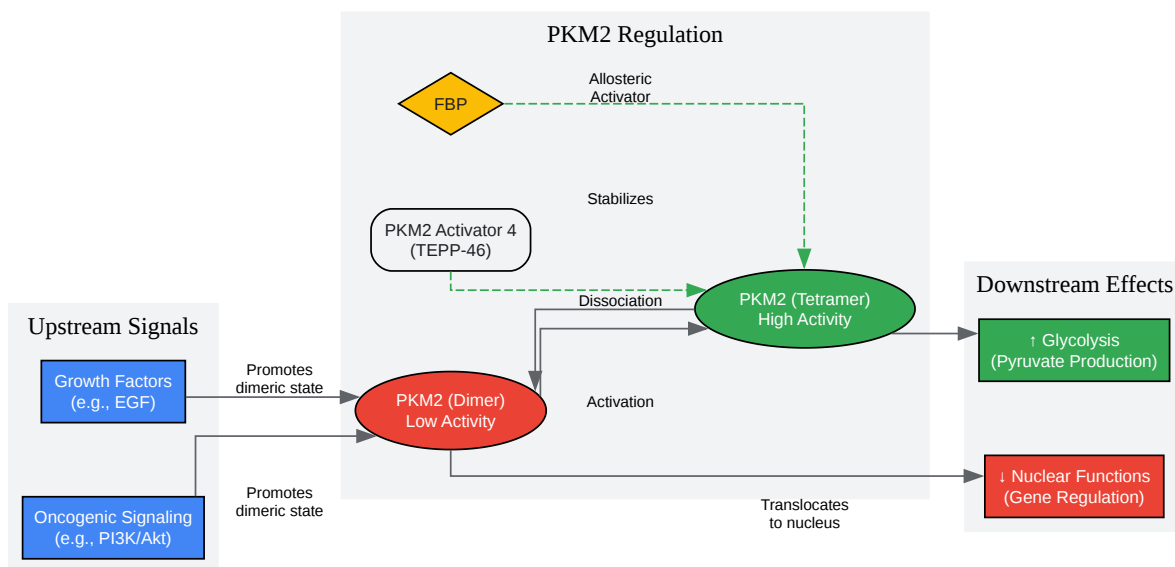 PKM2 Regulation
FBP
Allosteric
Activator
Stabilizes
PKM2 Activator 4
(TEPP-46)
Dissociation
PKM2 (Tetramer)
High Activity
Activation
PKM2 (Dimer)
Low Activity
Upstream Signals
Growth Factors
(e.g., EGF)
Promotes
dimeric state
Oncogenic Signaling
(e.g., PI3K/Akt)
Promotes
dimeric state
Translocates
to nucleus
Downstream Effects
↑ Glycolysis
(Pyruvate Production)
↓ Nuclear Functions
(Gene Regulation)